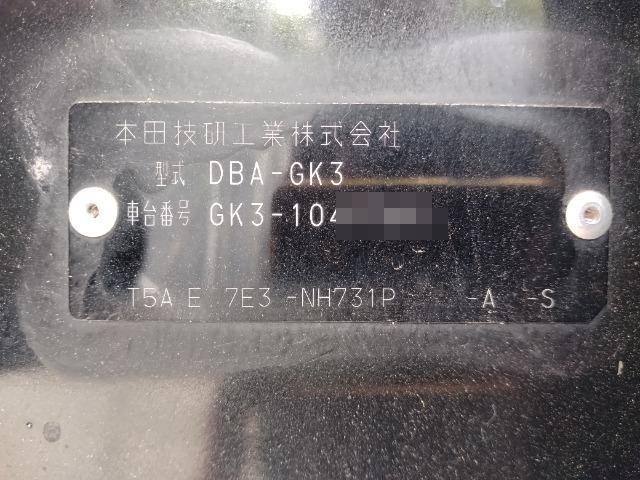 本田技研工業株式会社
型式 DBA-GK3
車台番号 GK3-104
T5A E 7E3 -NH731P -A -S